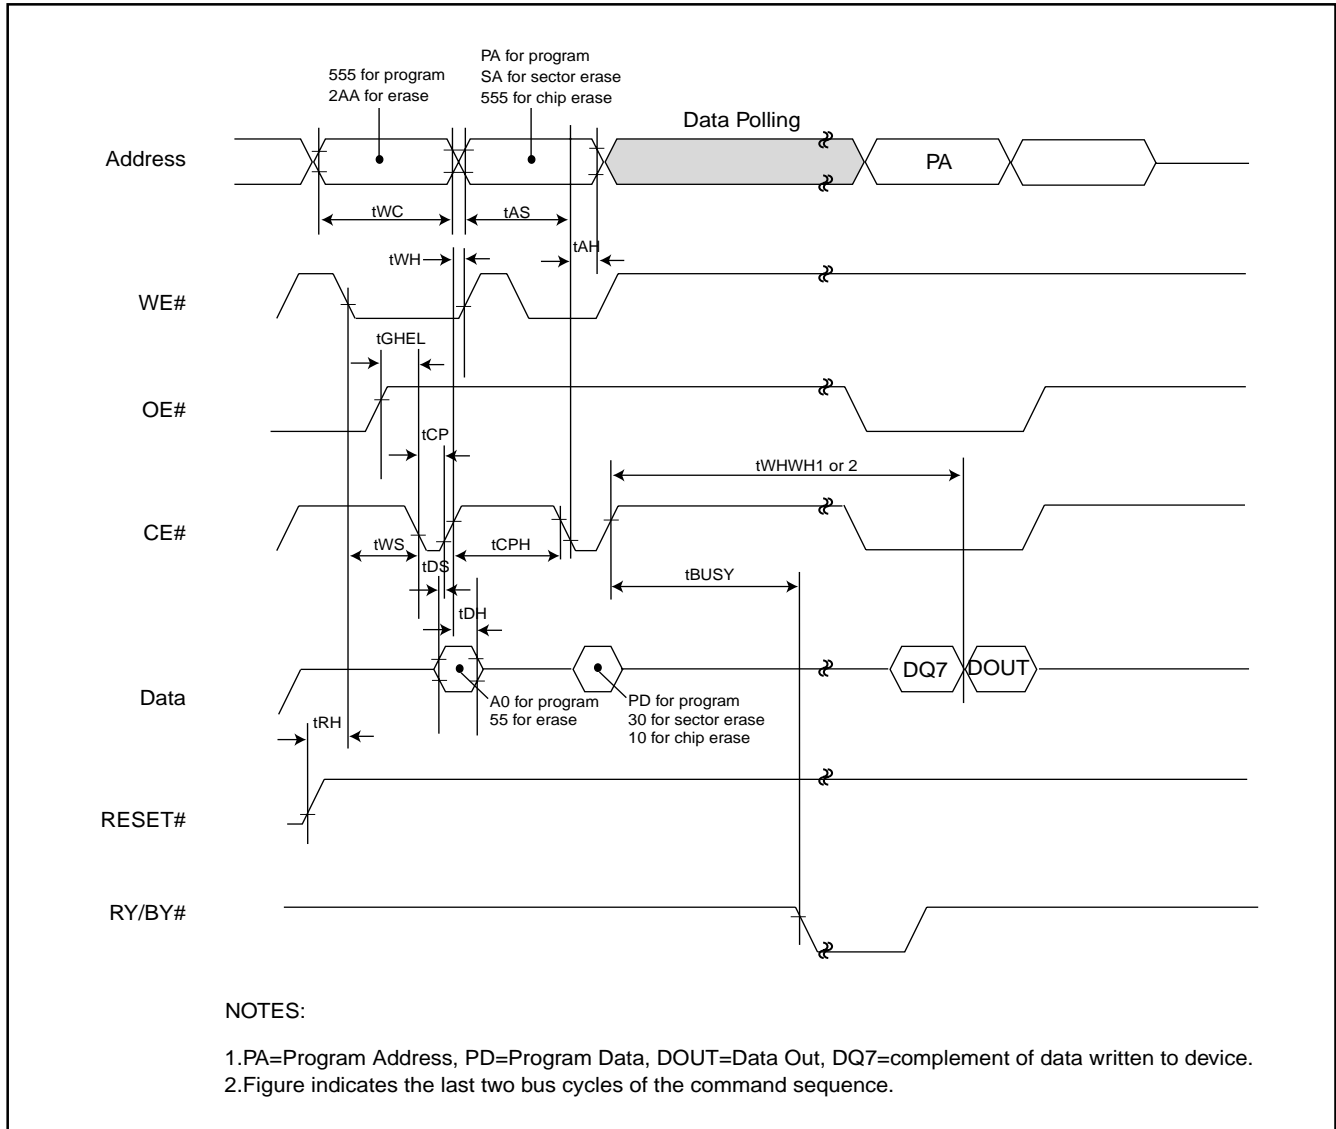 PA for program
SA for sector erase
555 for chip erase
555 for program
2AA for erase
Data Polling
Address
PA
tWC
tAS
tAH
tWH
WE#
tGHEL
OE#
tCP
tWHWH1 or 2
CE#
tWS
tCPH
tDS
tBUSY
tDH
DQ7
DOUT
Data
A0 for program
55 for erase
PD for program
30 for sector erase
10 for chip erase
tRH
RESET#
RY/BY#
NOTES:
1.PA=Program Address, PD=Program Data, DOUT=Data Out, DQ7=complement of data written to device.
2.Figure indicates the last two bus cycles of the command sequence.